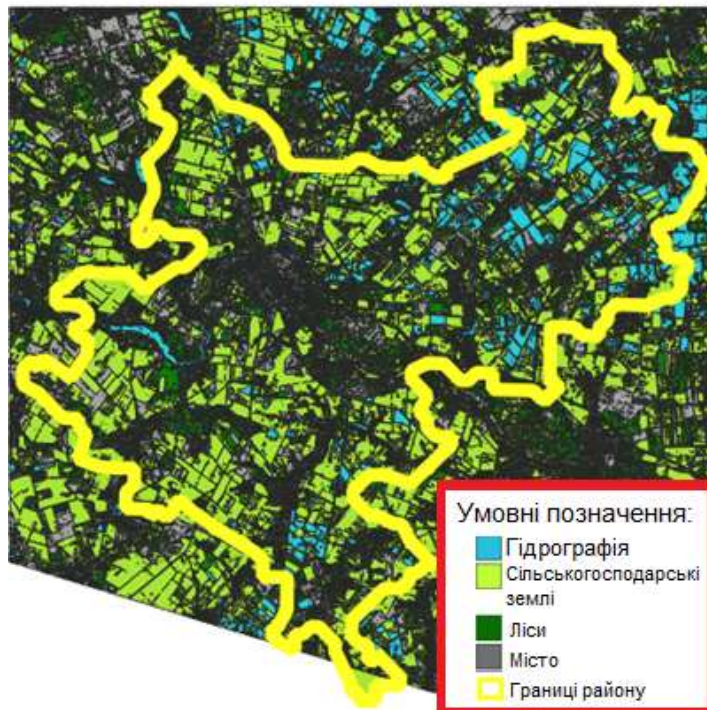 Умовні позначення:
Гідрографія
Сільськогосподарські
землі
Ліси
Місто
Границі району